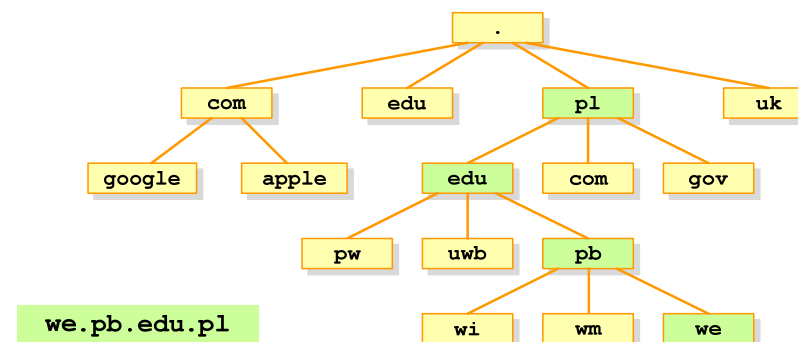 .
com edu pl uk
google apple edu com gov
pw uwb pb
we.pb.edu.pl
wi wm we